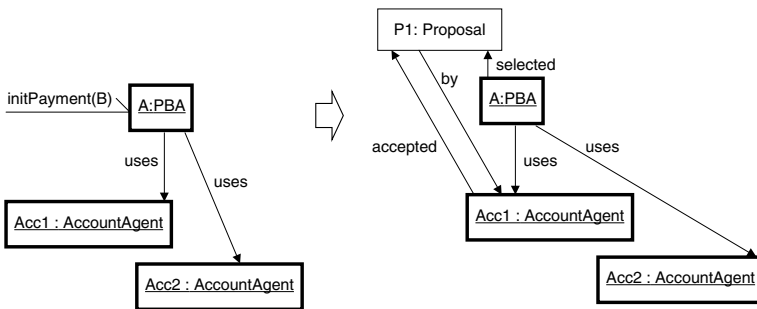 initPayment(B)
A:PBA
uses
uses
Acc1 : AccountAgent
Acc2 : AccountAgent
P1: Proposal
selected
by
A:PBA
accepted
uses
uses
Acc1 : AccountAgent
Acc2 : AccountAgent